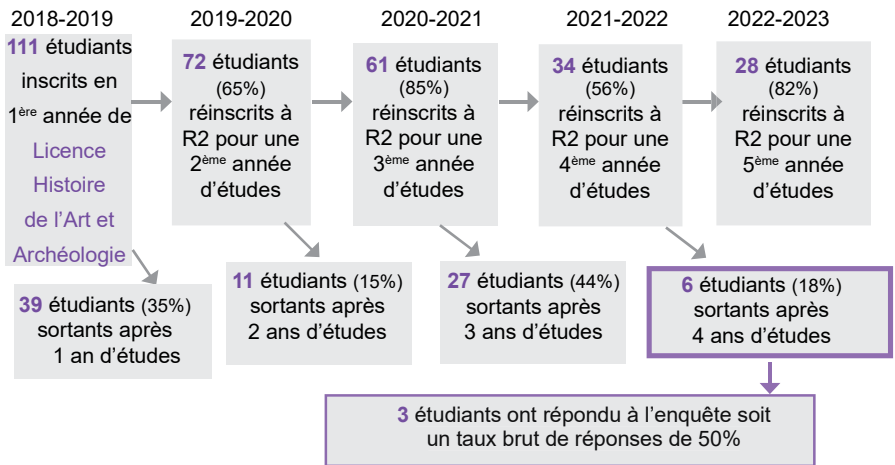 2018-2019
111 étudiants
inscrits en
1ère année de
Licence
Histoire
de l’Art et
Archéologie
2019-2020
72 étudiants
(65%)
réinscrits à
R2 pour une
2ème année
d’études
2020-2021
61 étudiants
(85%)
réinscrits à
R2 pour une
3ème année
d’études
2021-2022
34 étudiants
(56%)
réinscrits à
R2 pour une
4ème année
d’études
2022-2023
28 étudiants
(82%)
réinscrits à
R2 pour une
5ème année
d’études
39 étudiants (35%)
sortants après
1 an d’études
11 étudiants (15%)
sortants après
2 ans d’études
27 étudiants (44%)
sortants après
3 ans d’études
6 étudiants (18%)
sortants après
4 ans d’études
3 étudiants ont répondu à l’enquête soit
un taux brut de réponses de 50%